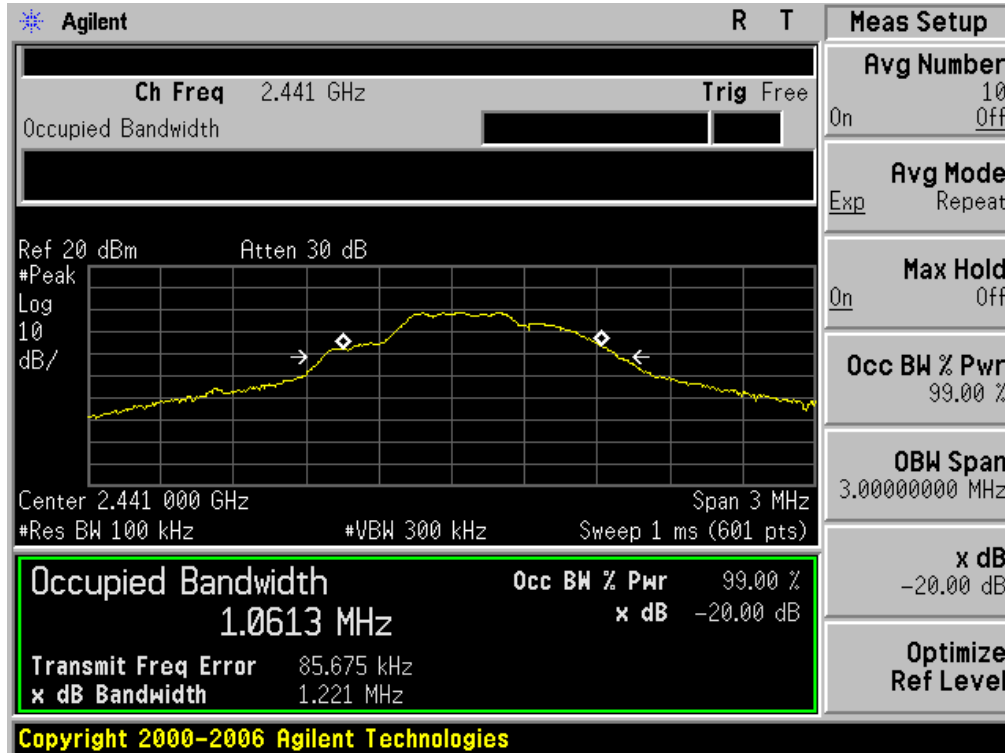 Agilent R T
Ch Freq 2.441 GHz Trig Free
Occupied Bandwidth
Ref 20 dBm Atten 30 dB
#Peak
Log
10
dB/
Center 2.441 000 GHz Span 3 MHz
#Res BW 100 kHz #VBW 300 kHz Sweep 1 ms (601 pts)
Occupied Bandwidth Occ BW % Pwr 99.00 %
1.0613 MHz x dB -20.00 dB
Transmit Freq Error 85.675 kHz
x dB Bandwidth 1.221 MHz
Copyright 2000-2006 Agilent Technologies
Meas Setup
Avg Number
10
On Off
Avg Mode
Exp Repeat
Max Hold
On Off
Occ BW % Pwr
99.00 %
OBW Span
3.00000000 MHz
x dB
-20.00 dB
Optimize
Ref Level